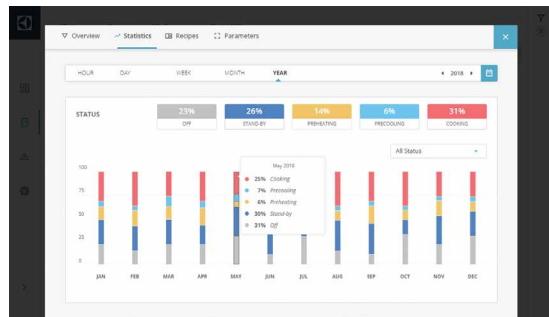 Overview Statistics Recipes Parameters
HOUR DAY WEEK MONTH YEAR 2018
STATUS
23% 26% 14% 6% 31%
OFF STAND-BY PREHEATING PRECOOLING COOKING
All Status
May 2018
25% Cooking
7% Precooling
6% Preheating
30% Stand-by
31% Off
100
75
50
25
0
JAN FEB MAR APR MAY JUN JUL AUG SEP OCT NOV DEC